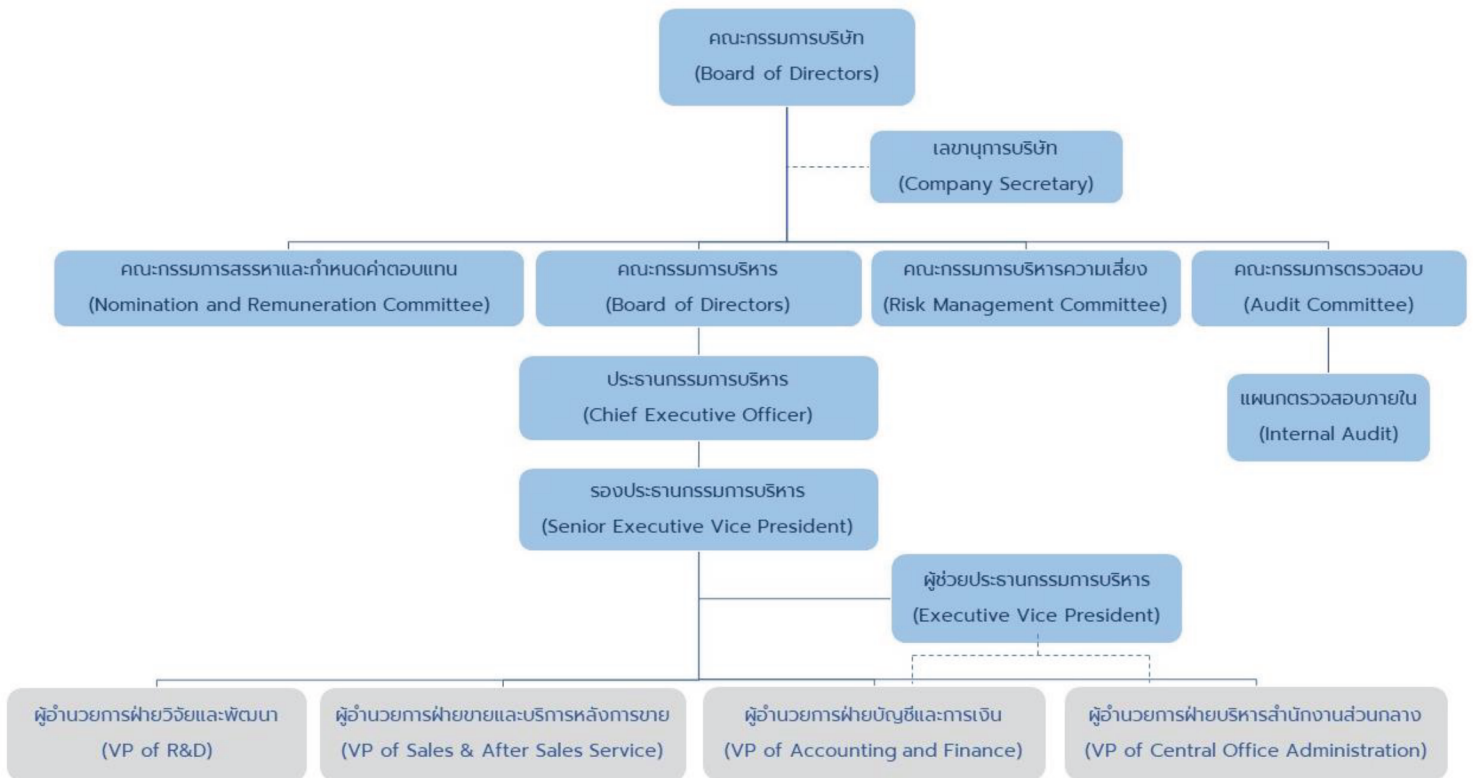 คณะกรรมการบริษัท
(Board of Directors)
เลขานุการบริษัท
(Company Secretary)
คณะกรรมการสรรหาและกำหนดค่าตอบแทน
(Nomination and Remuneration Committee)
คณะกรรมการบริหาร
(Board of Directors)
คณะกรรมการบริหารความเสี่ยง
(Risk Management Committee)
คณะกรรมการตรวจสอบ
(Audit Committee)
ประธานกรรมการบริหาร
(Chief Executive Officer)
แผนกตรวจสอบภายใน
(Internal Audit)
รองประธานกรรมการบริหาร
(Senior Executive Vice President)
ผู้ช่วยประธานกรรมการบริหาร
(Executive Vice President)
ผู้อำนวยการฝ่ายวิจัยและพัฒนา
(VP of R&D)
ผู้อำนวยการฝ่ายขายและบริการหลังการขาย
(VP of Sales & After Sales Service)
ผู้อำนวยการฝ่ายบัญชีและการเงิน
(VP of Accounting and Finance)
ผู้อำนวยการฝ่ายบริหารสำนักงานส่วนกลาง
(VP of Central Office Administration)